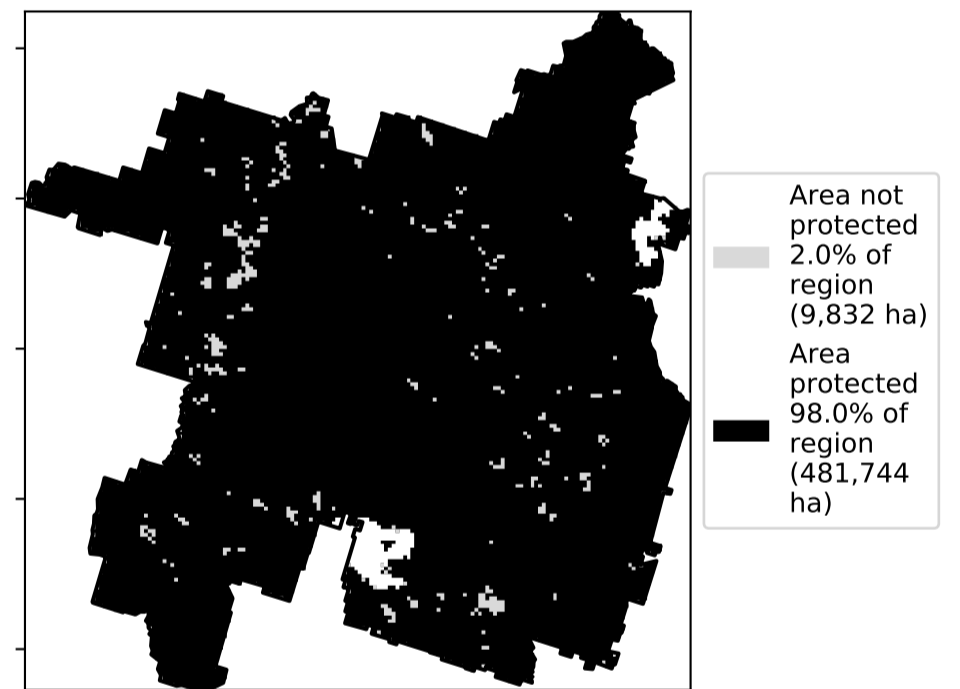 Area not
protected
2.0% of
region
(9,832 ha)
Area
protected
98.0% of
region
(481,744
ha)